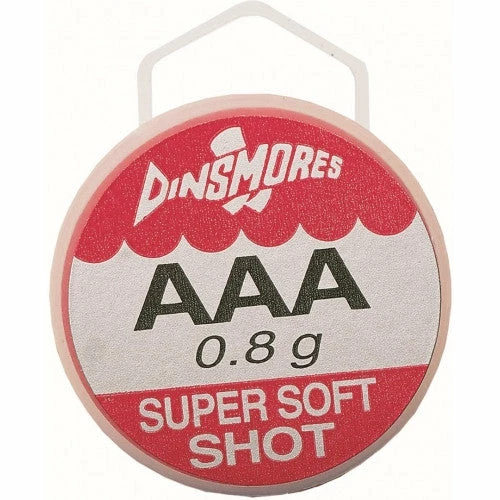 DINSMORES
AAA
0.8 g
SUPER SOFT
SHOT